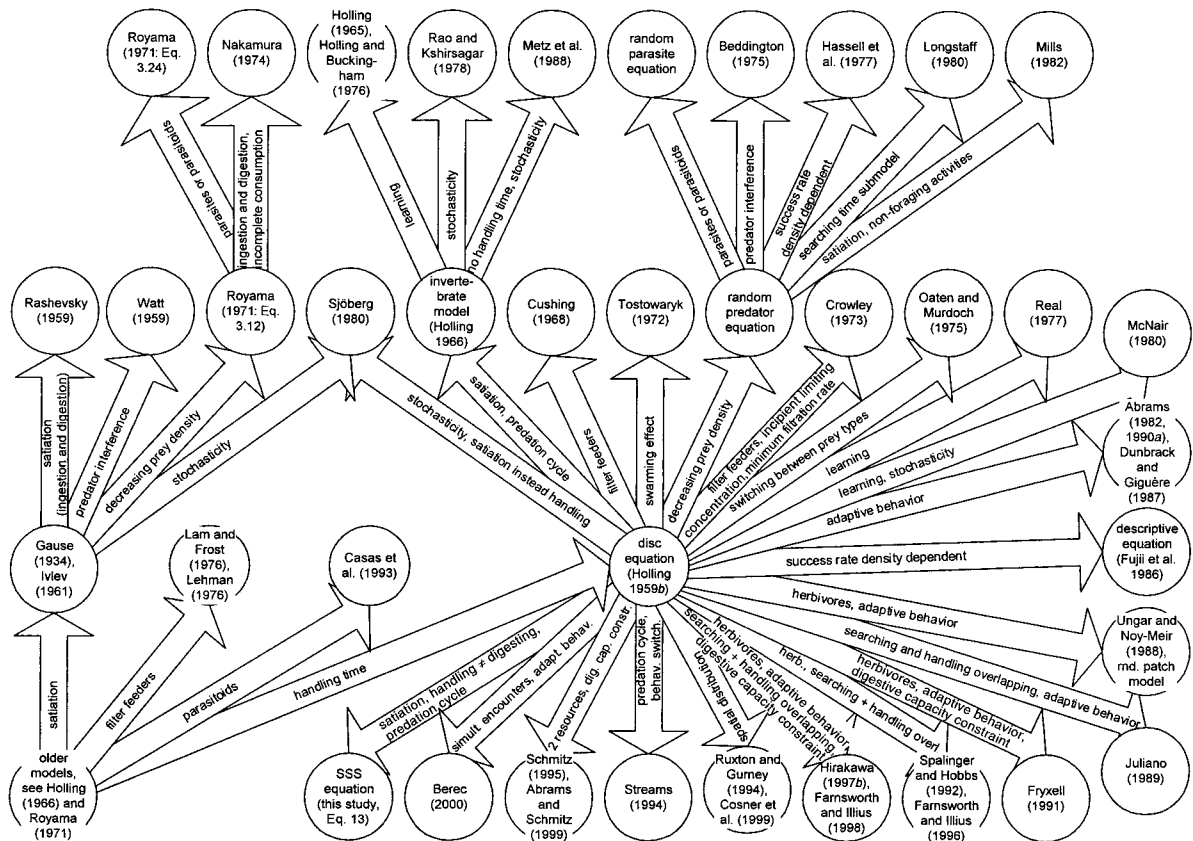 Royama
(1971: Eq.
3.24)
Nakamura
(1974)
Holling
(1965),
Holling and
Bucking-
ham
(1976)
Rao and
Kshirsagar
(1978)
Metz et al.
(1988)
random
parasite
equation
Beddington
(1975)
Hassell et
al. (1977)
Longstaff
(1980)
Mills
(1982)
parasites or parasitoids
ingestion and digestion,
incomplete consumption
learning
stochasticity
no handling time, stochasticity
parasites or parasitoids
predator interference
success rate
density dependent
searching time submodel
satiation, non-foraging activities
Rashevsky
(1959)
Watt
(1959)
Royama
(1971: Eq.
3.12)
Sjöberg
(1980)
inverte-
brate model
(Holling
1966)
Cushing
(1968)
Tostowaryk
(1972)
random
predator
equation
Crowley
(1973)
Oaten and
Murdoch
(1975)
Real
(1977)
McNair
(1980)
satiation
(ingestion and digestion)
predator interference
decreasing prey density
stochasticity
stochasticity, satiation instead handling
satiation, predation cycle
filter feeders
swarming effect
decreasing prey density
filter feeders, incipient limiting
concentration, minimum filtration rate
switching between prey types
learning
learning, stochasticity
adaptive behavior
Abrams
(1982,
1990a),
Dunbrack
and
Giguère
(1987)
Gause
(1934),
Ivlev
(1961)
Lam and
Frost
(1976),
Lehman
(1976)
Casas et
al. (1993)
disc
equation
(Holling
1959b)
success rate density dependent
descriptive
equation
(Fujii et al.
1986)
satiation
filter feeders
parasitoids
handling time
satiation, handling ≠ digesting,
predation cycle
simult encounters, adapt. behav.
2 resources, dig. cap. constr.
predation cycle,
behav. switch.
spatial distribution
herbivores, adaptive behavior,
searching + handling overlapping
digestive capacity constraint
herb., searching + handling overl
herbivores, adaptive behavior,
digestive capacity constraint
searching and handling overlapping, adaptive behavior
herbivores, adaptive behavior
Ungar and
Noy-Meir
(1988),
rnd. patch
model
older
models,
see Holling
(1966) and
Royama
(1971)
SSS
equation
(this study,
Eq. 13)
Berec
(2000)
Schmitz
(1995),
Abrams
and
Schmitz
(1999)
Streams
(1994)
Ruxton and
Gurney
(1994),
Cosner et
al. (1999)
Hirakawa
(1997b),
Farnsworth
and Illius
(1998)
Spalinger
and Hobbs
(1992),
Farnsworth
and Illius
(1996)
Fryxell
(1991)
Juliano
(1989)